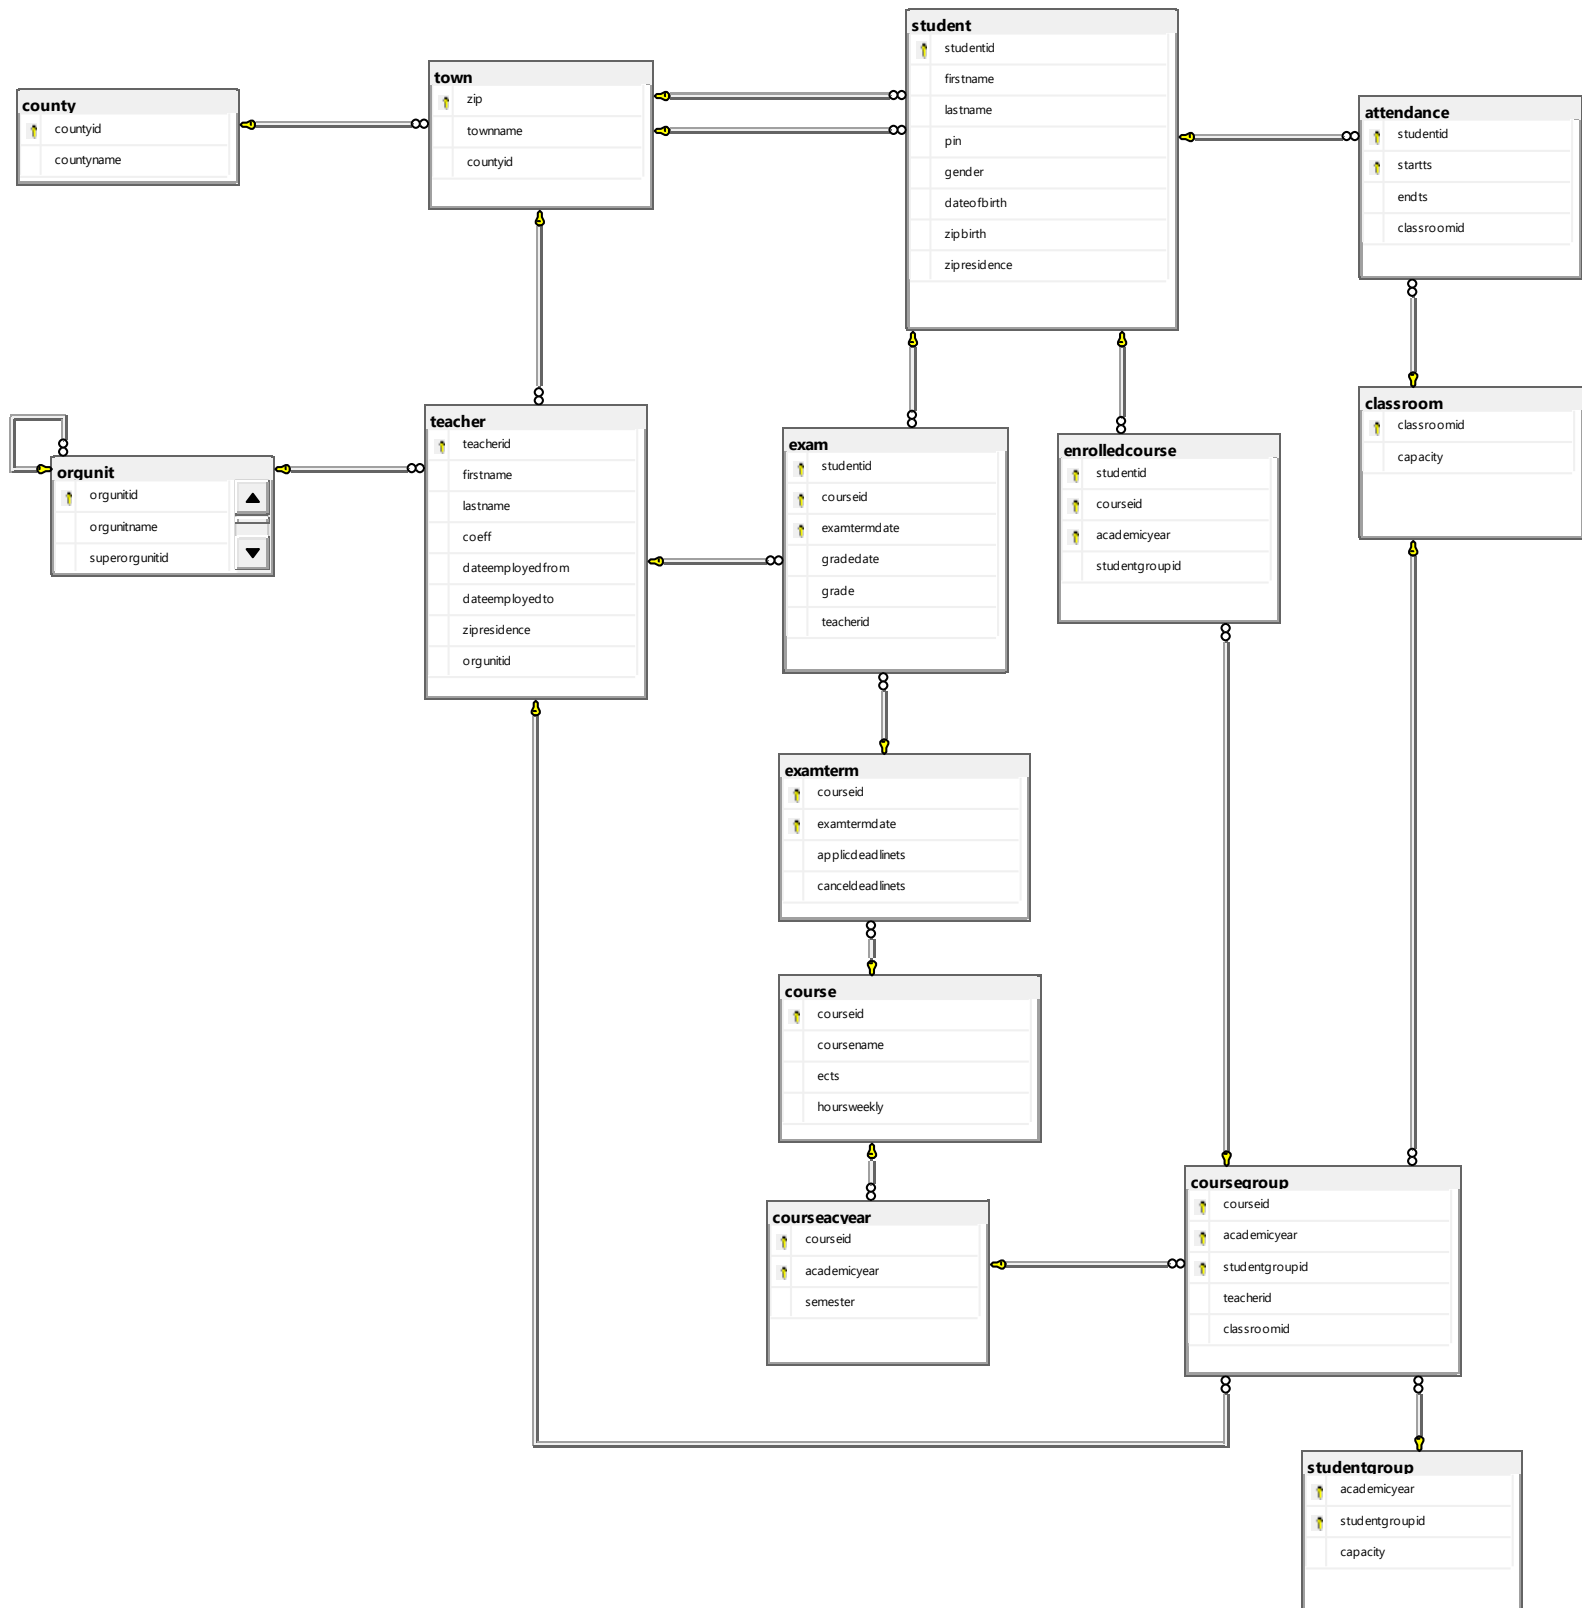 student
studentid
firstname
lastname
pin
gender
dateofbirth
zipbirth
zipresidence
town
zip
townname
countyid
county
countyid
countyname
attendance
studentid
startts
endts
classroomid
classroom
classroomid
capacity
teacher
teacherid
firstname
lastname
coeff
dateemployedfrom
dateemployedto
zipresidence
orgunitid
orgunit
orgunitid
orgunitname
superorgunitid
exam
studentid
courseid
examtermdate
gradedate
grade
teacherid
enrolledcourse
studentid
courseid
academicyear
studentgroupid
examterm
courseid
examtermdate
applicdeadlinets
canceldeadlinets
course
courseid
coursename
ects
hoursweekly
courseacyear
courseid
academicyear
semester
coursegroup
courseid
academicyear
studentgroupid
teacherid
classroomid
studentgroup
academicyear
studentgroupid
capacity